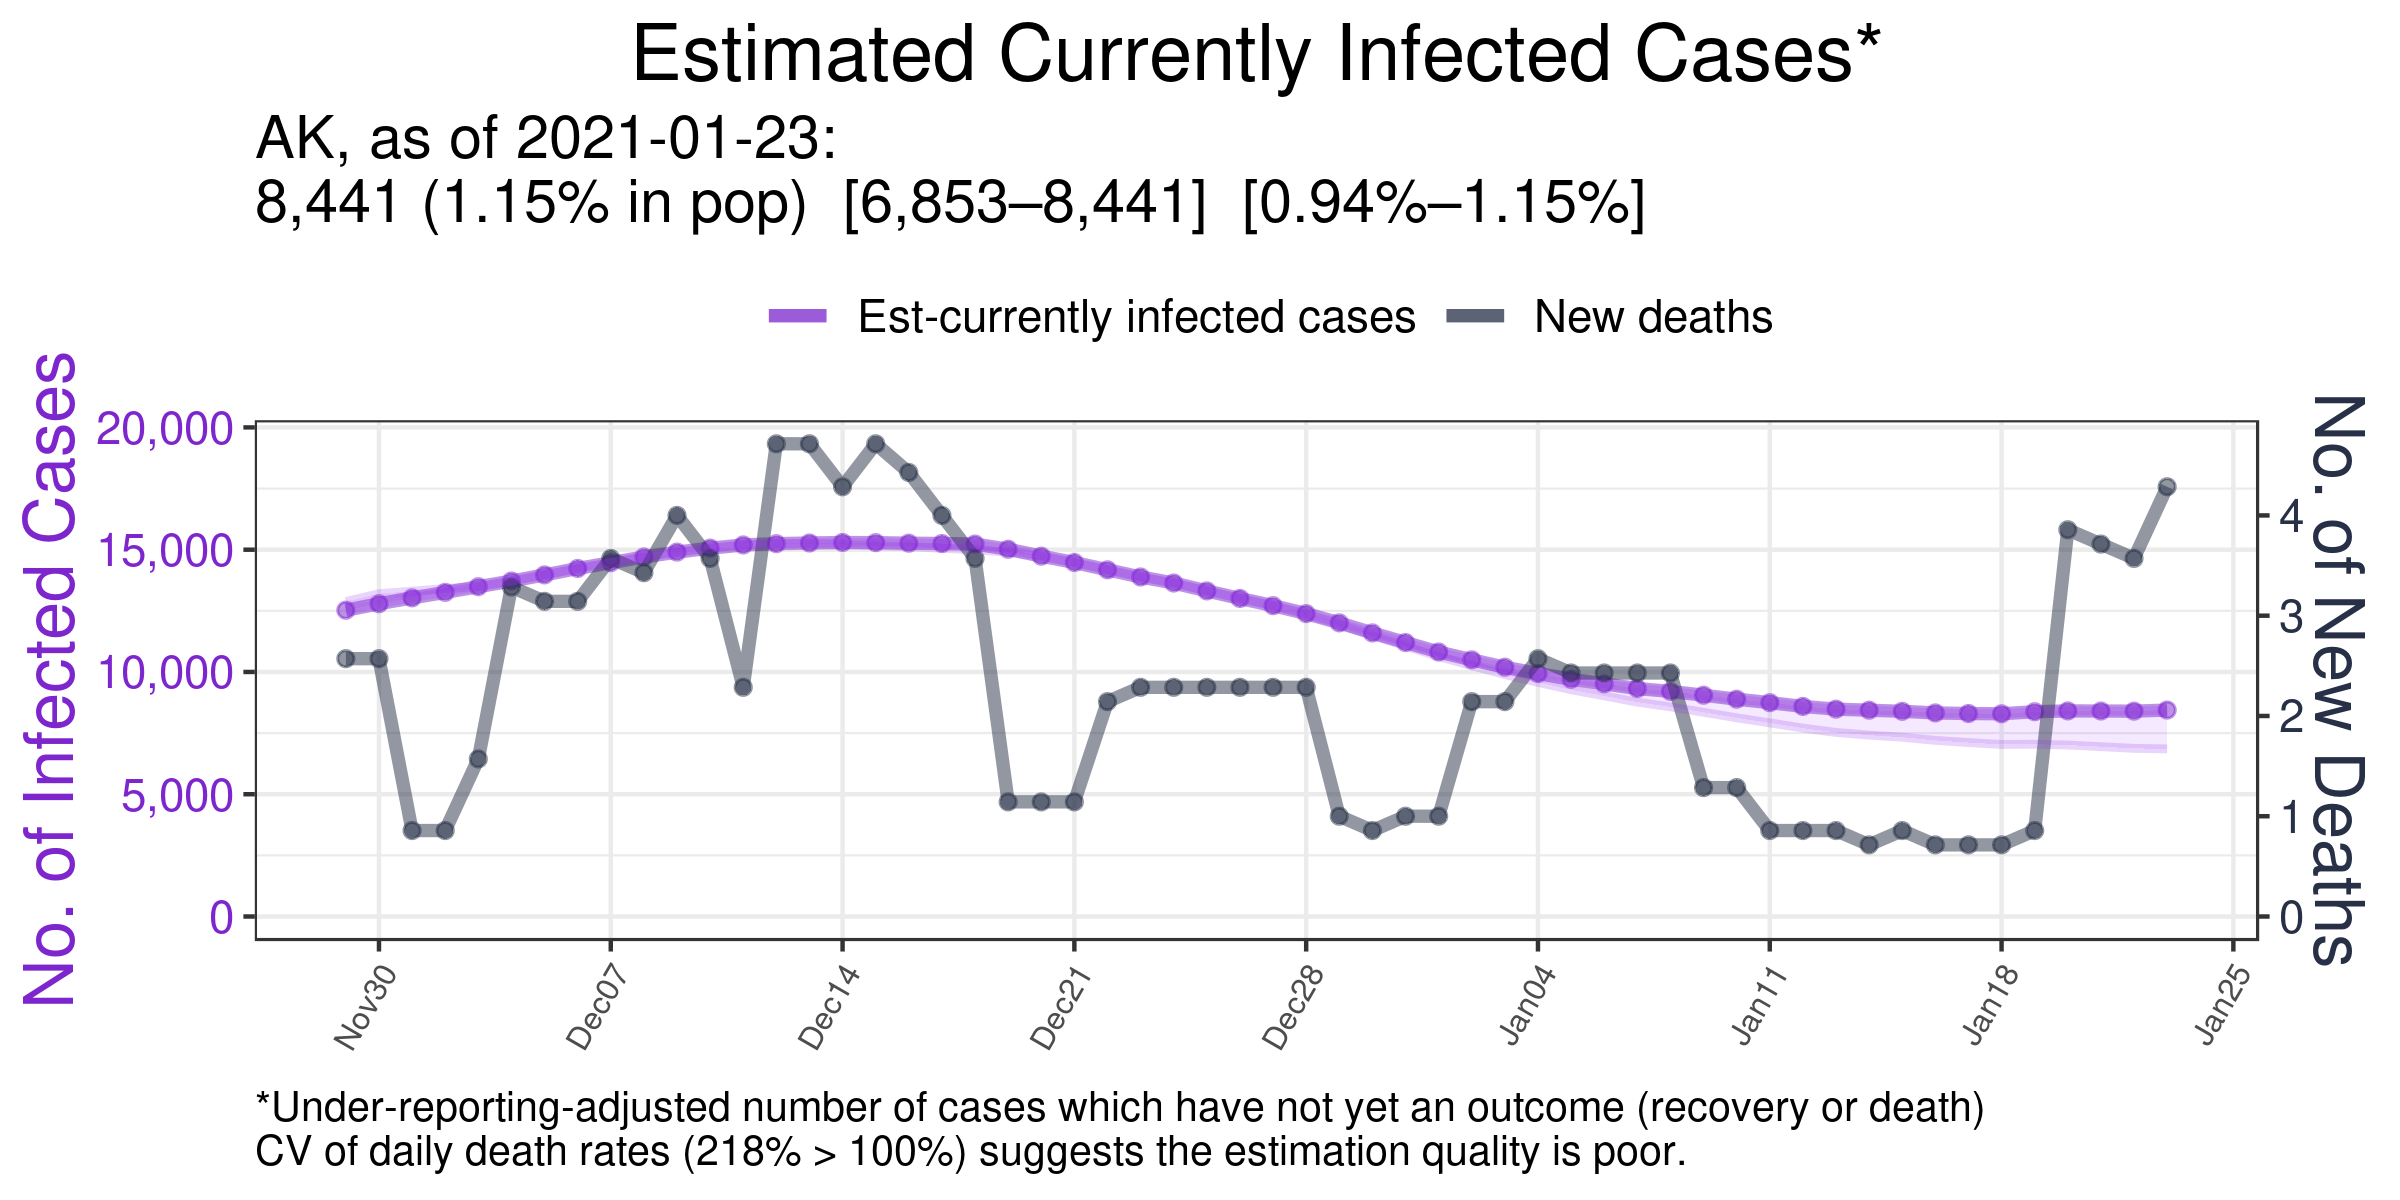 Estimated Currently Infected Cases*
AK, as of 2021-01-23:
8,441 (1.15% in pop)  [6,853–8,441]  [0.94%–1.15%]
Est-currently infected cases
New deaths
No. of Infected Cases
20,000
15,000
10,000
5,000
0
4
3
2
1
0
No. of New Deaths
Nov30
Dec07
Dec14
Dec21
Dec28
Jan04
Jan11
Jan18
Jan25
*Under-reporting-adjusted number of cases which have not yet an outcome (recovery or death)
CV of daily death rates (218% > 100%) suggests the estimation quality is poor.